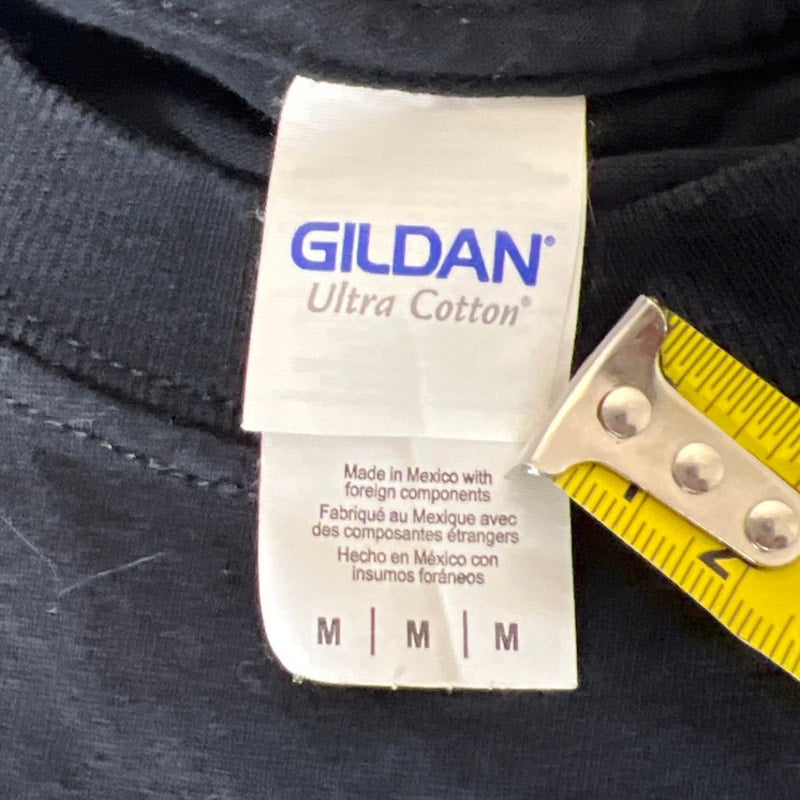 GILDAN®
Ultra Cotton®
Made in Mexico with
foreign components
Fabriqué au Mexique avec
des composantes étrangers
Hecho en México con
insumos foráneos
M | M | M
1
2